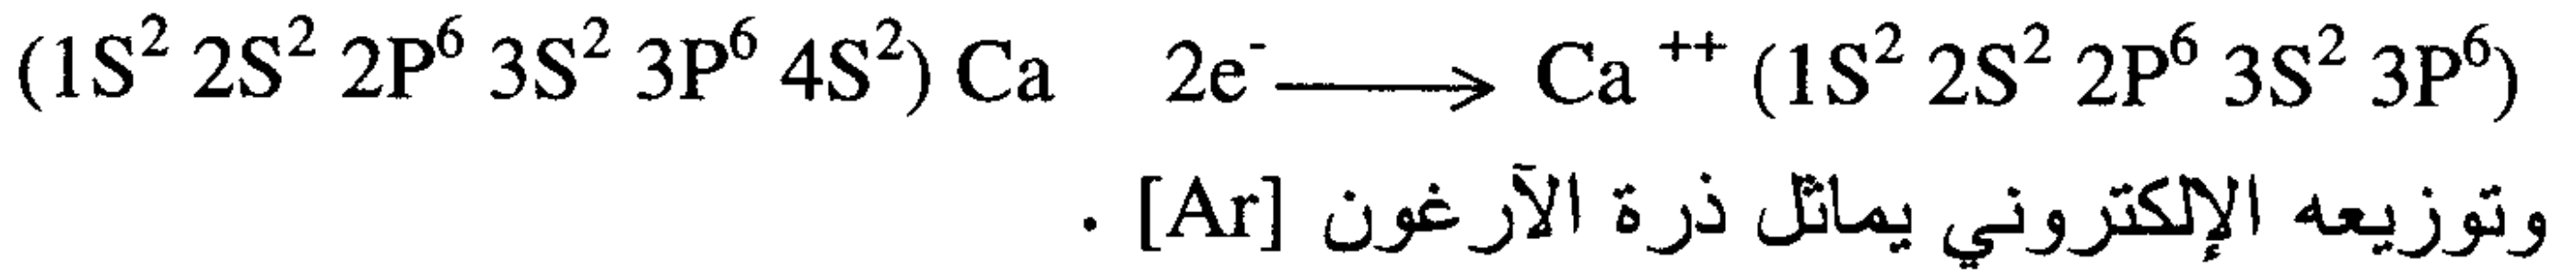 (1S² 2S² 2P⁶ 3S² 3P⁶ 4S²) Ca 2e⁻ ⟶ Ca ⁺⁺ (1S² 2S² 2P⁶ 3S² 3P⁶)
وتوزيعه الإلكتروني يماثل ذرة الآرغون [Ar] .